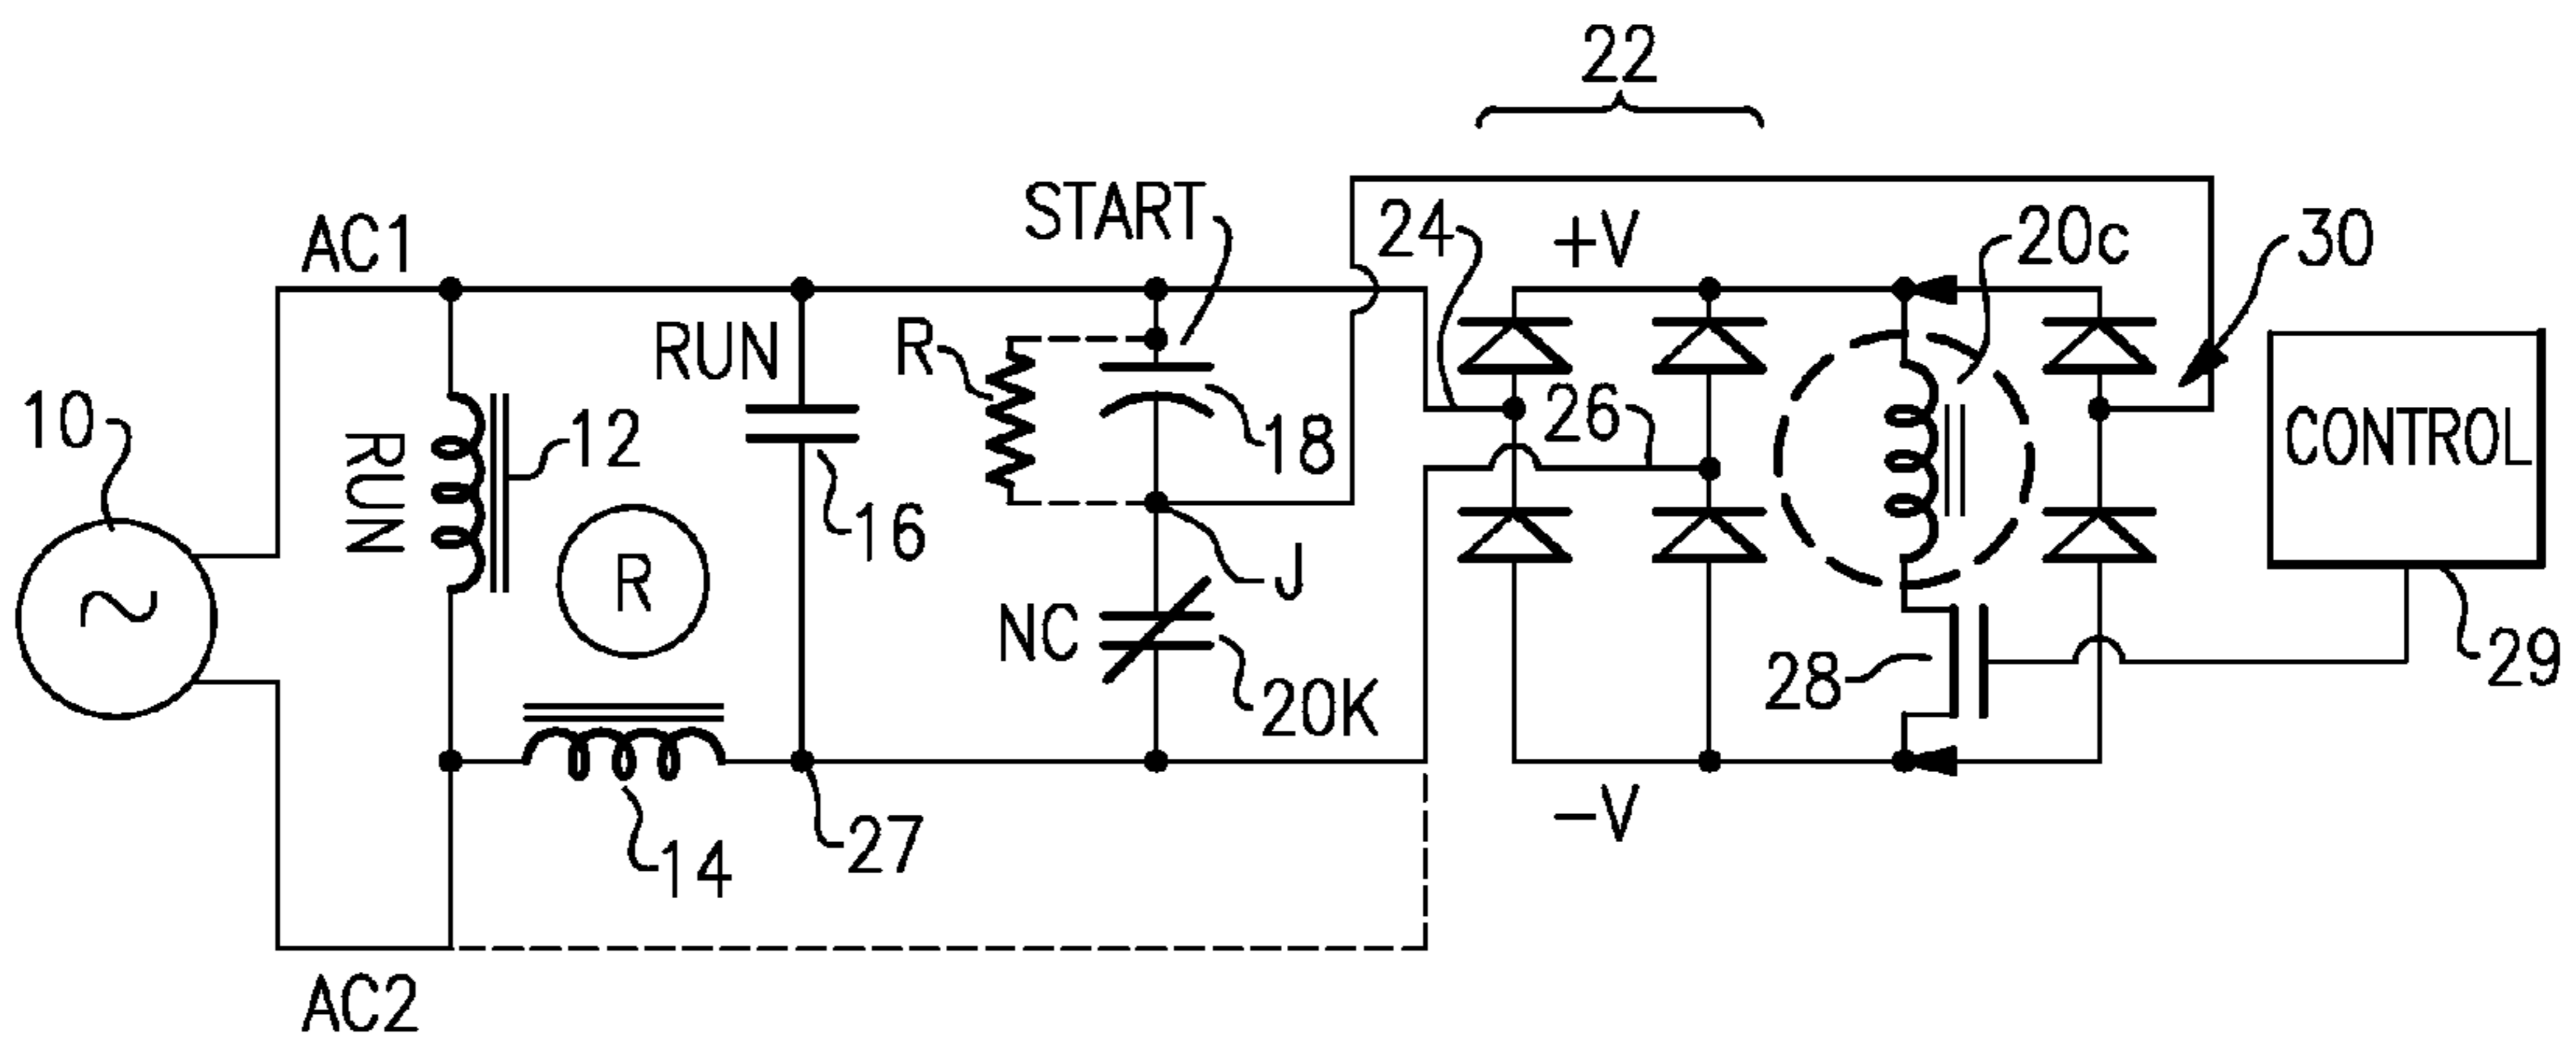 22
START
24
+V
20c
30
AC1
RUN
R
10
RUN
12
18
26
CONTROL
16
R
J
NC
20K
28
29
14
27
-V
AC2